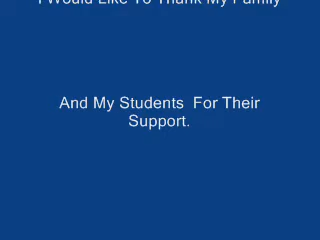 I Would Like To Thank My Family
And My Students  For Their
Support.